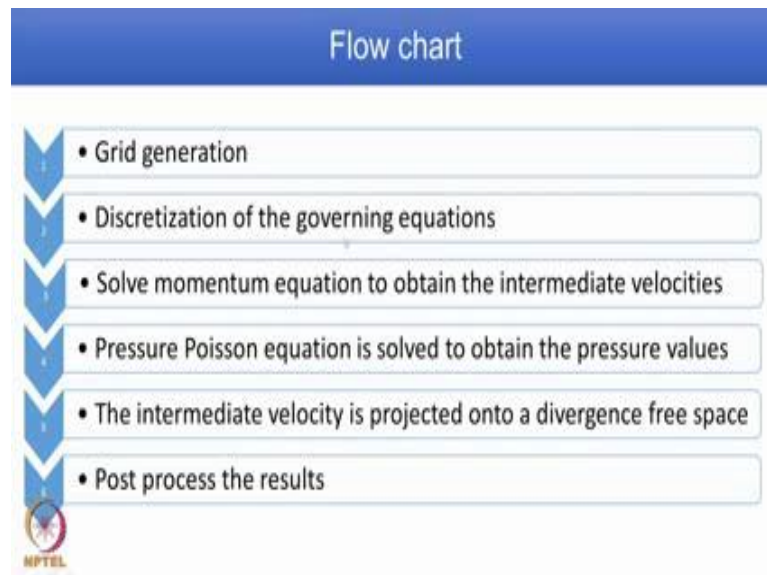 Flow chart
• Grid generation
• Discretization of the governing equations
• Solve momentum equation to obtain the intermediate velocities
• Pressure Poisson equation is solved to obtain the pressure values
• The intermediate velocity is projected onto a divergence free space
• Post process the results
NPTEL